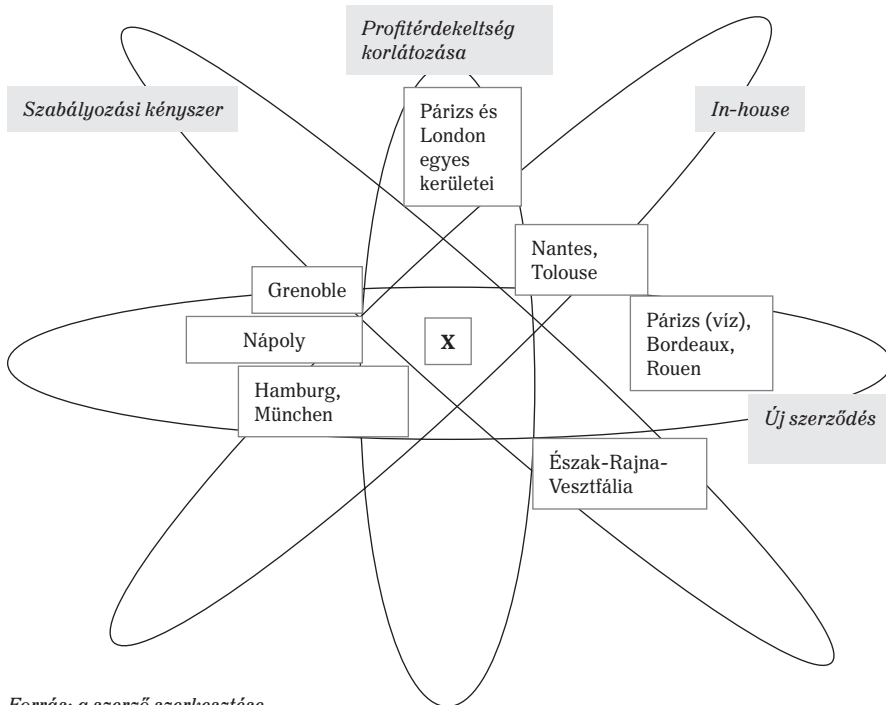 Profitérdekeltség
korlátozása
Szabályozási kényszer
In-house
Párizs és
London
egyes
kerületei
Nantes,
Tolouse
Grenoble
Nápoly
X
Párizs (víz),
Bordeaux,
Rouen
Hamburg,
München
Új szerződés
Észak-Rajna-
Vesztfália
Forrás: a szerző szerkesztése